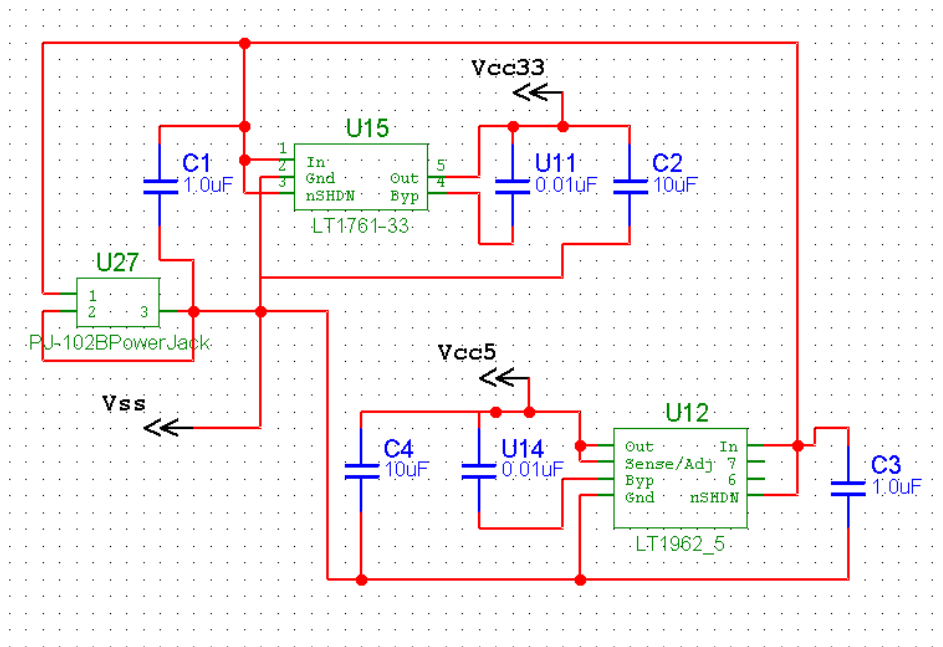 Vcc33
U15
C1
1.0uF
1
2
3
In
Gnd
nSHDN
Out
Byp
5
4
LT1761-33
U11
0.01uF
C2
10uF
U27
1
2
3
PJ-102BPowerJack
Vss
Vcc5
C4
10uF
U14
0.01uF
U12
Out
Sense/Adj
Byp
Gnd
In
7
6
nSHDN
LT1962_5
C3
1.0uF